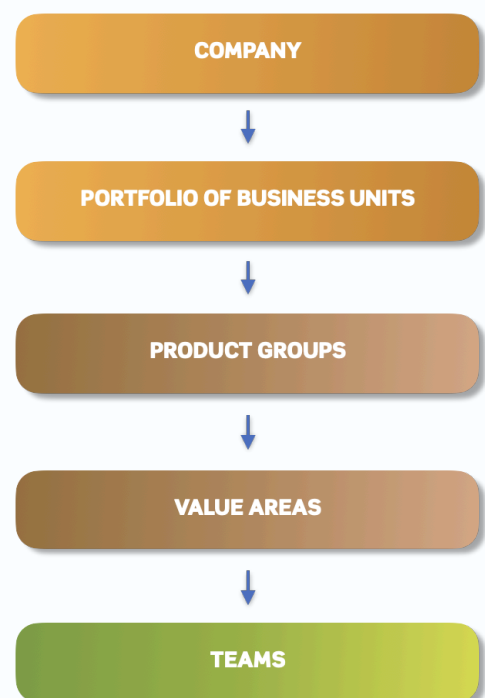 COMPANY
PORTFOLIO OF BUSINESS UNITS
PRODUCT GROUPS
VALUE AREAS
TEAMS